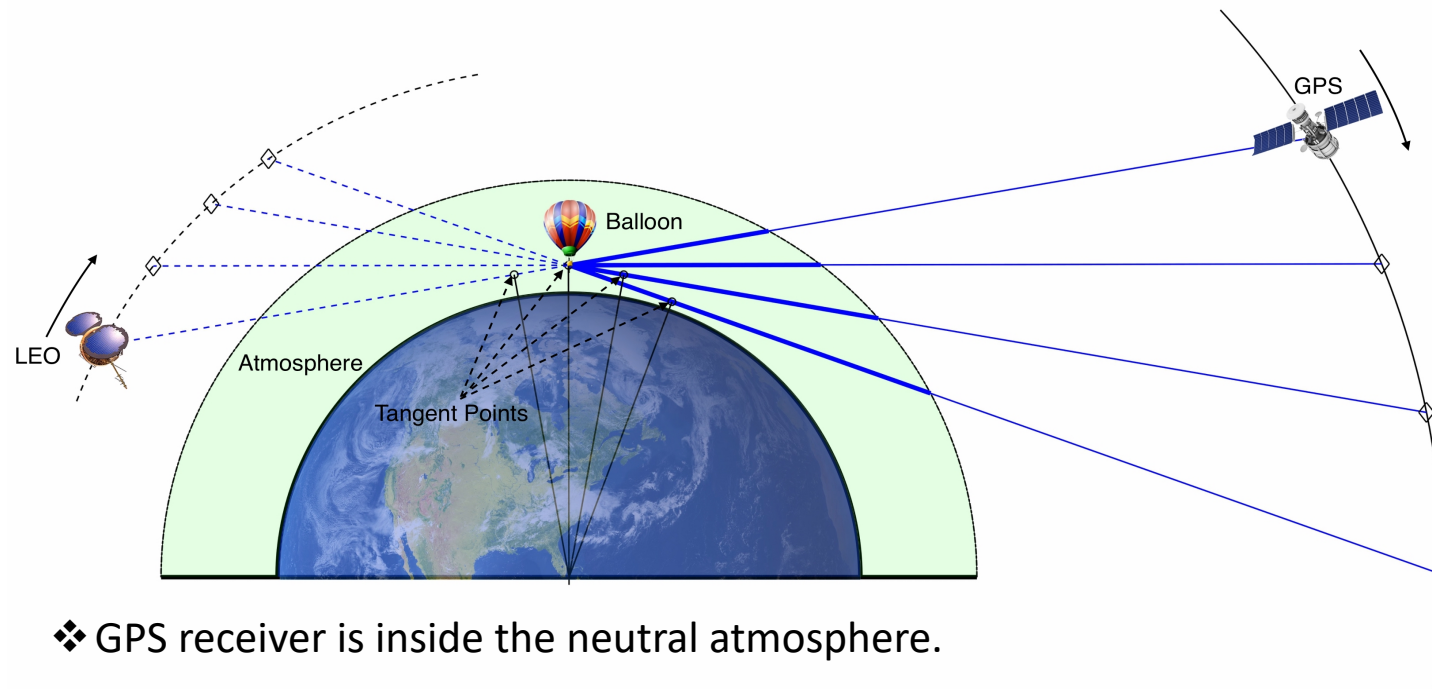 GPS
Balloon
LEO
Atmosphere
Tangent Points
❖ GPS receiver is inside the neutral atmosphere.